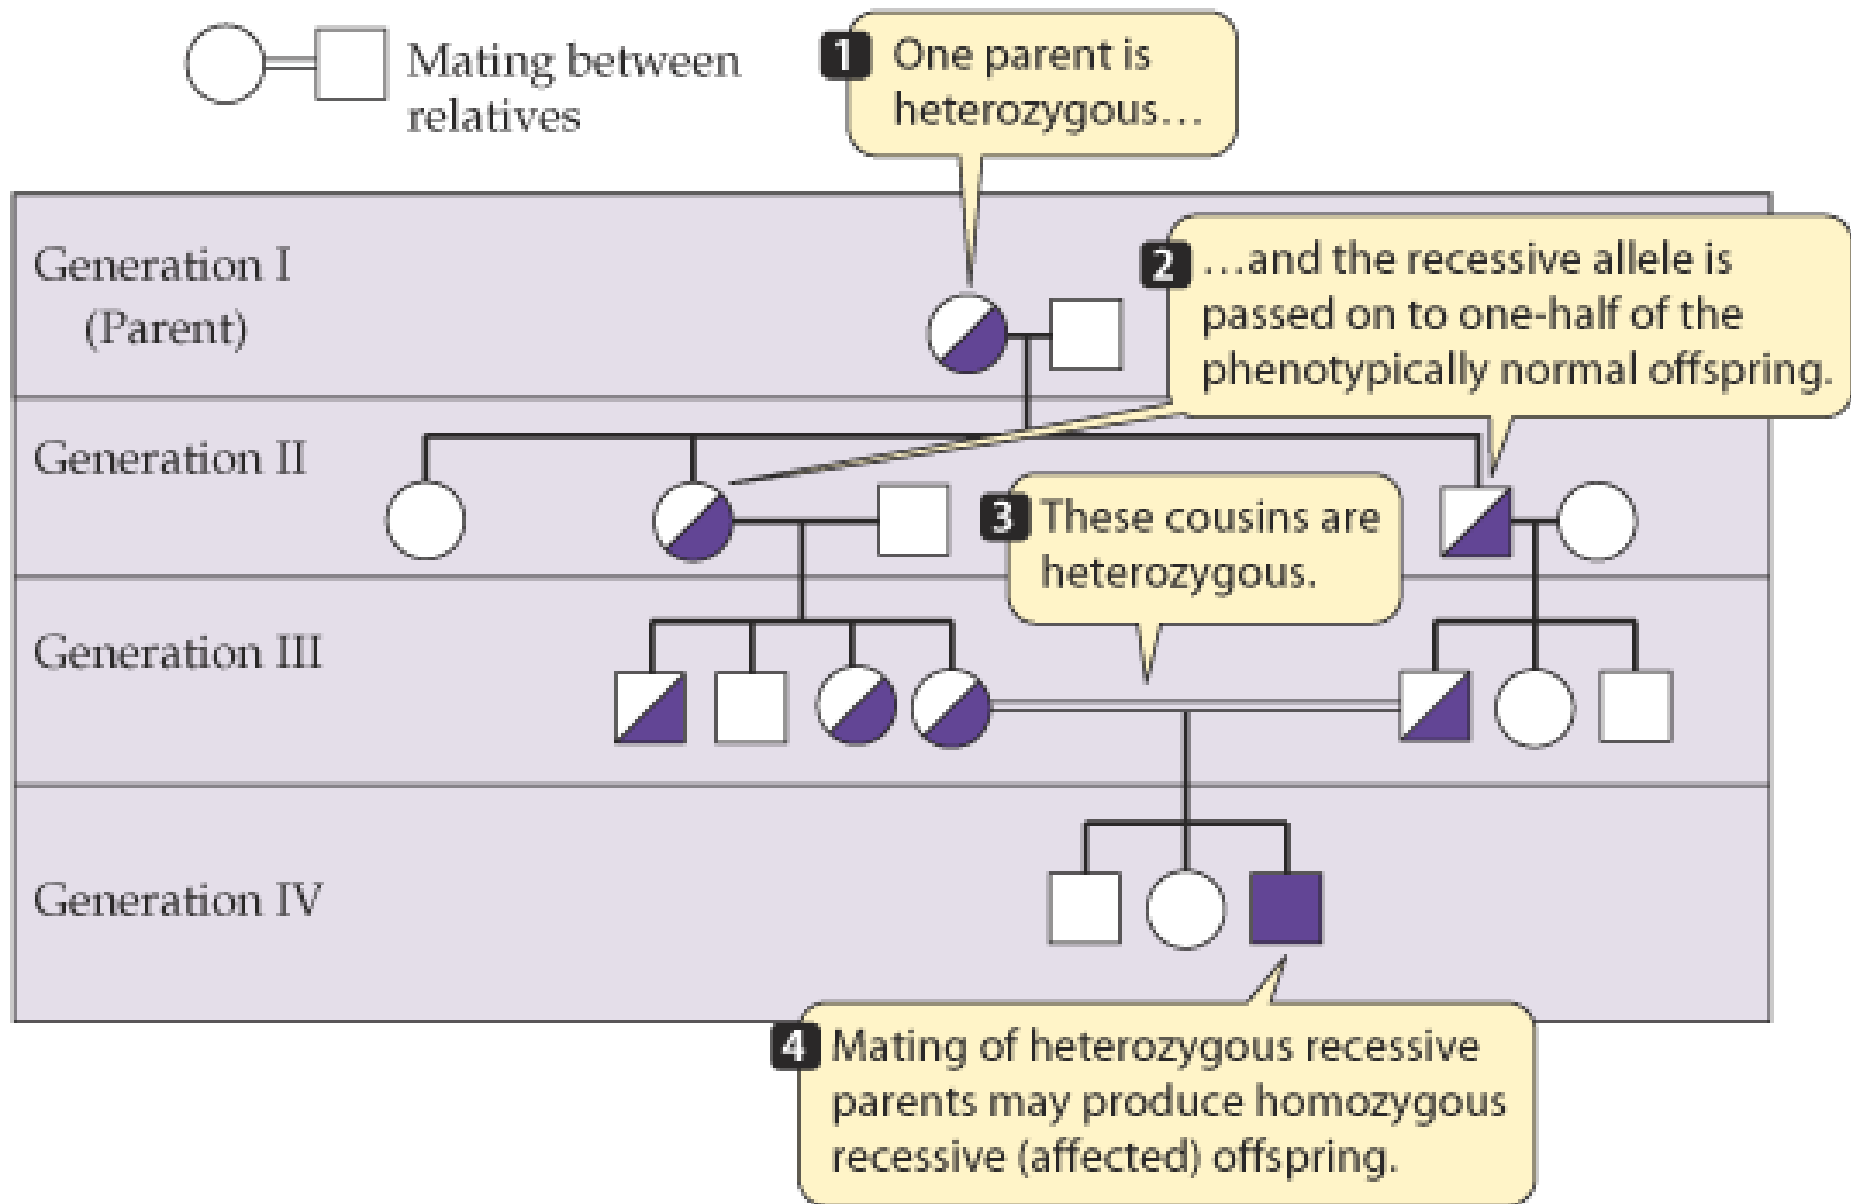 Mating between
relatives
1 One parent is
heterozygous…
Generation I
(Parent)
2 …and the recessive allele is
passed on to one-half of the
phenotypically normal offspring.
Generation II
3 These cousins are
heterozygous.
Generation III
Generation IV
4 Mating of heterozygous recessive
parents may produce homozygous
recessive (affected) offspring.